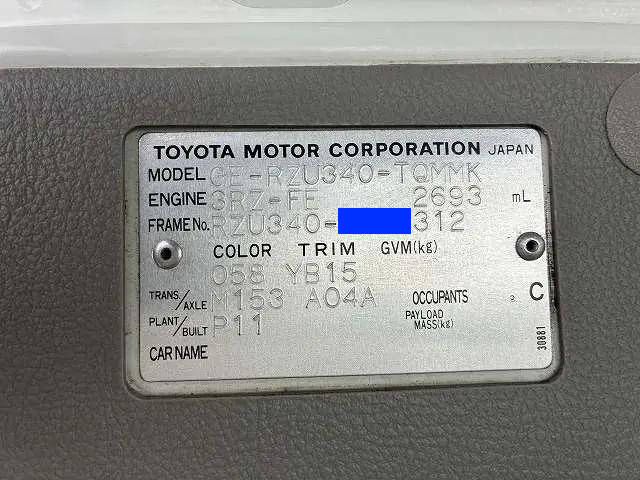 TOYOTA MOTOR CORPORATION JAPAN
MODEL GE-RZU340-TQMMK
ENGINE 3RZ-FE 2693 mL
FRAME No. RZU340- 312
COLOR TRIM GVM(kg)
058 YB15
TRANS./AXLE M153 A04A OCCUPANTS C
PLANT/BUILT P11 PAYLOAD MASS(kg)
CAR NAME
30881